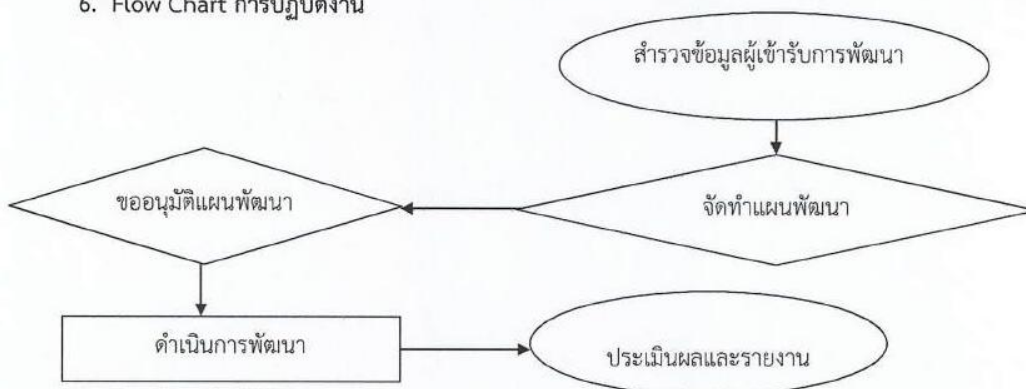 6. Flow Chart การปฏิบัติงาน
สำรวจข้อมูลผู้เข้ารับการพัฒนา
ขออนุมัติแผนพัฒนา
จัดทำแผนพัฒนา
ดำเนินการพัฒนา
ประเมินผลและรายงาน